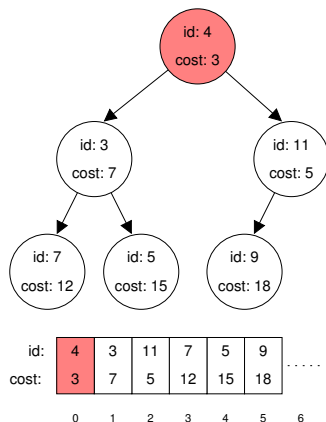 id: 4
cost: 3
id: 3
cost: 7
id: 11
cost: 5
id: 7
cost: 12
id: 5
cost: 15
id: 9
cost: 18
id: 4 3 11 7 5 9 .....
cost: 3 7 5 12 15 18
0 1 2 3 4 5 6